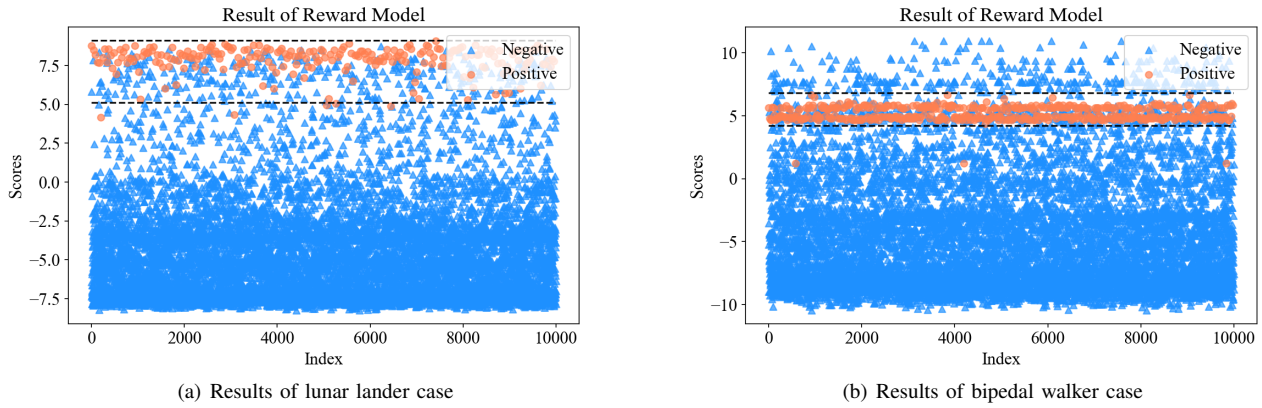 Result of Reward Model
Negative
Positive
7.5
5.0
2.5
0.0
−2.5
−5.0
−7.5
Scores
0 2000 4000 6000 8000 10000
Index
(a) Results of lunar lander case
Result of Reward Model
Negative
Positive
10
5
0
−5
−10
Scores
0 2000 4000 6000 8000 10000
Index
(b) Results of bipedal walker case